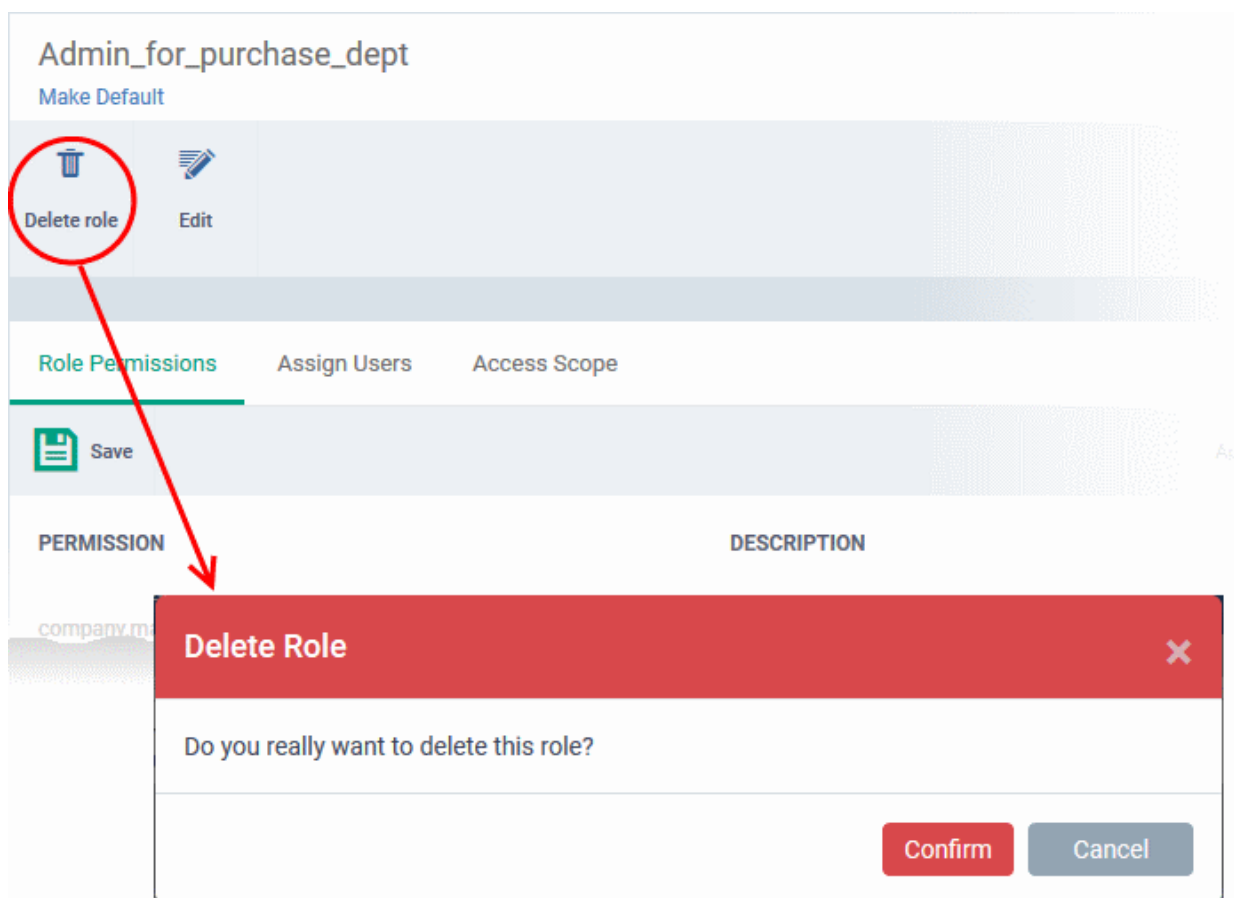 Admin_for_purchase_dept
Make Default
Delete role Edit
Role Permissions Assign Users Access Scope
Save
PERMISSION DESCRIPTION
Delete Role
Do you really want to delete this role?
Confirm Cancel